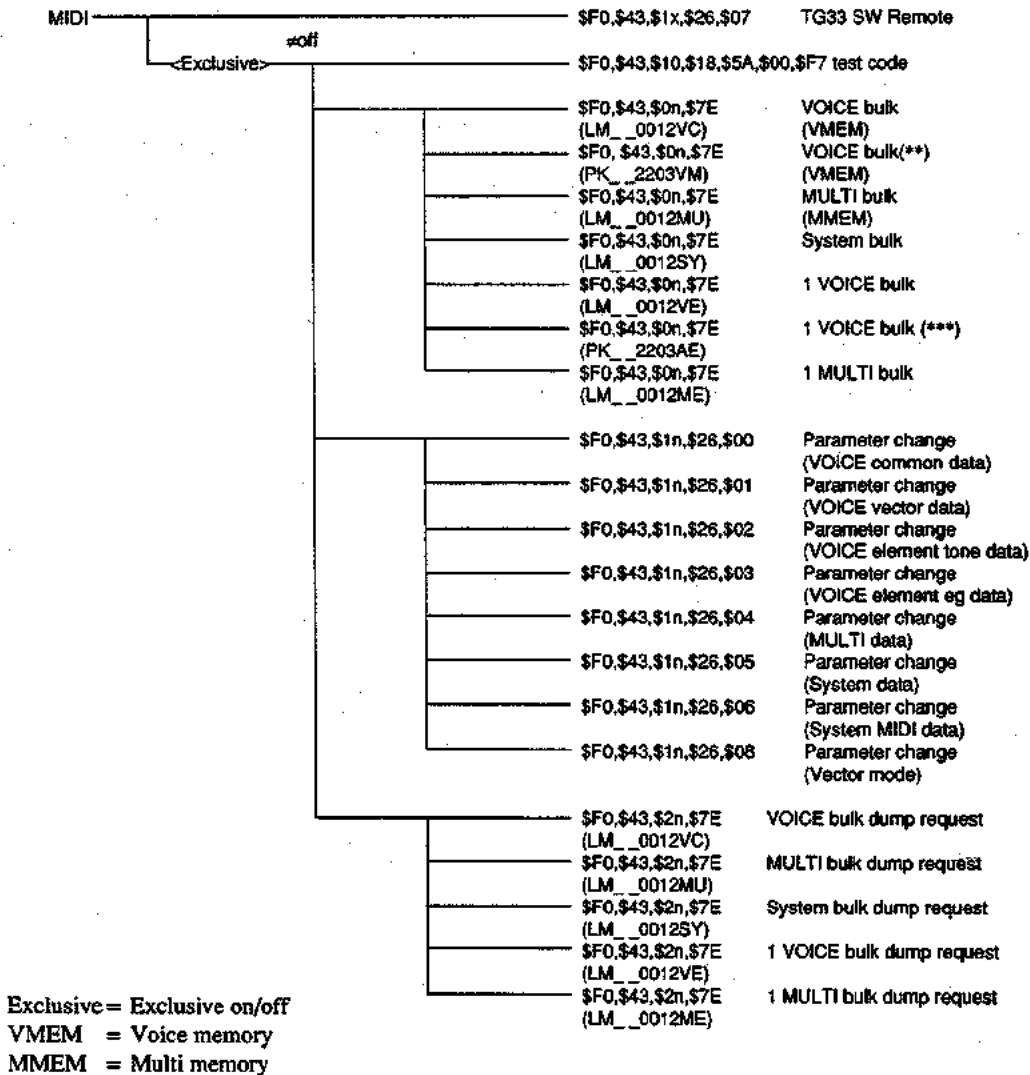 MIDI $F0,$43,$1x,$26,$07 TG33 SW Remote
≠off
<Exclusive> $F0,$43,$10,$18,$5A,$00,$F7 test code
$F0,$43,$0n,$7E VOICE bulk
(LM_ _0012VC) (VMEM)
$F0, $43,$0n,$7E VOICE bulk(**)
(PK_ _2203VM) (VMEM)
$F0,$43,$0n,$7E MULTI bulk
(LM_ _0012MU) (MMEM)
$F0,$43,$0n,$7E System bulk
(LM_ _0012SY)
$F0,$43,$0n,$7E 1 VOICE bulk
(LM_ _0012VE)
$F0,$43,$0n,$7E 1 VOICE bulk (***)
(PK_ _2203AE)
$F0,$43,$0n,$7E 1 MULTI bulk
(LM_ _0012ME)
$F0,$43,$1n,$26,$00 Parameter change
(VOICE common data)
$F0,$43,$1n,$26,$01 Parameter change
(VOICE vector data)
$F0,$43,$1n,$26,$02 Parameter change
(VOICE element tone data)
$F0,$43,$1n,$26,$03 Parameter change
(VOICE element eg data)
$F0,$43,$1n,$26,$04 Parameter change
(MULTI data)
$F0,$43,$1n,$26,$05 Parameter change
(System data)
$F0,$43,$1n,$26,$06 Parameter change
(System MIDI data)
$F0,$43,$1n,$26,$08 Parameter change
(Vector mode)
$F0,$43,$2n,$7E VOICE bulk dump request
(LM_ _0012VC)
$F0,$43,$2n,$7E MULTI bulk dump request
(LM_ _0012MU)
$F0,$43,$2n,$7E System bulk dump request
(LM_ _0012SY)
$F0,$43,$2n,$7E 1 VOICE bulk dump request
(LM_ _0012VE)
$F0,$43,$2n,$7E 1 MULTI bulk dump request
(LM_ _0012ME)
Exclusive = Exclusive on/off
VMEM = Voice memory
MMEM = Multi memory